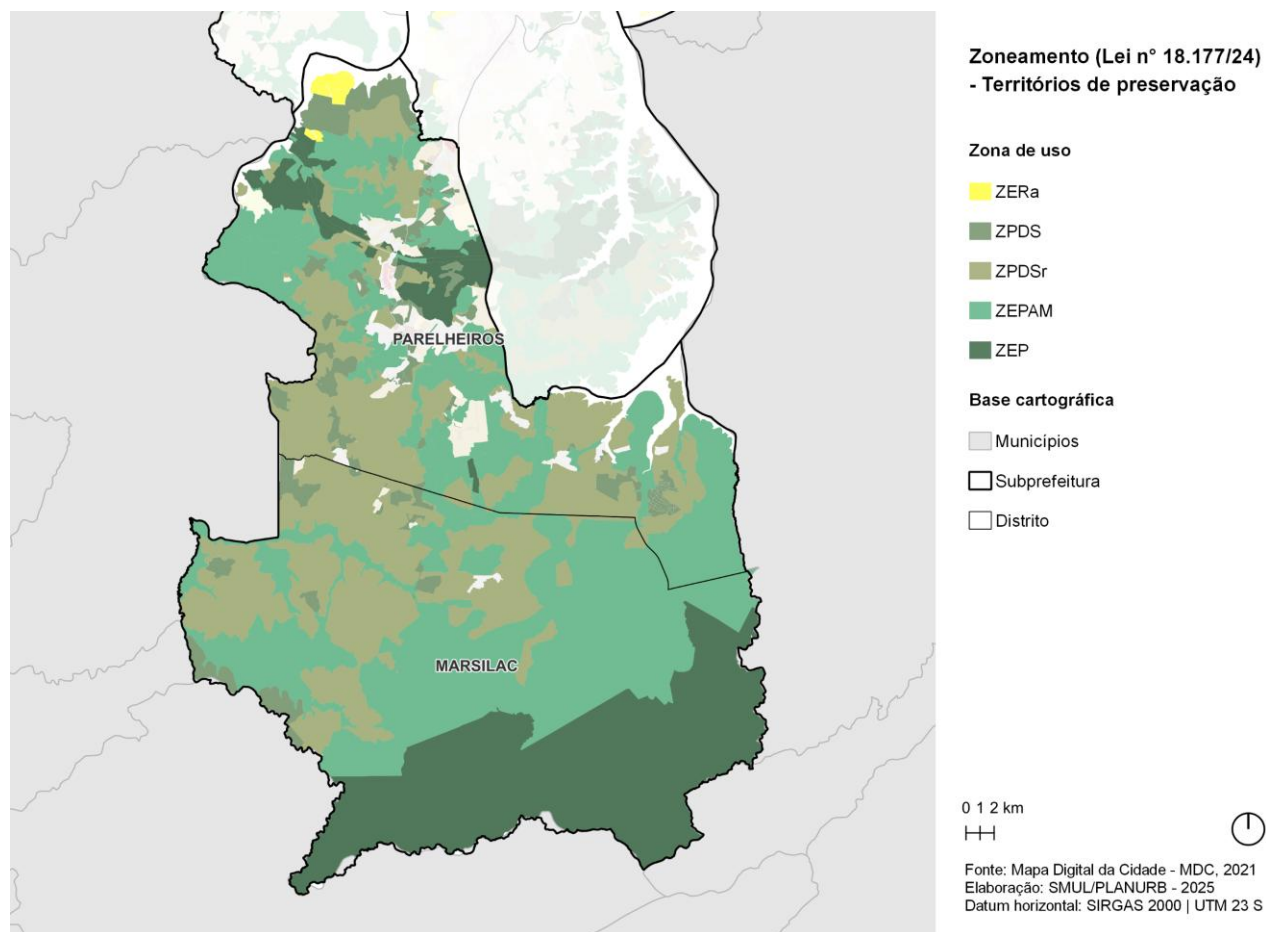 Zoneamento (Lei n° 18.177/24)
- Territórios de preservação
Zona de uso
ZERa
ZPDS
ZPDSr
ZEPAM
ZEP
Base cartográfica
Municípios
Subprefeitura
Distrito
PARELHEIROS
MARSILAC
0 1 2 km
Fonte: Mapa Digital da Cidade - MDC, 2021
Elaboração: SMUL/PLANURB - 2025
Datum horizontal: SIRGAS 2000 | UTM 23 S